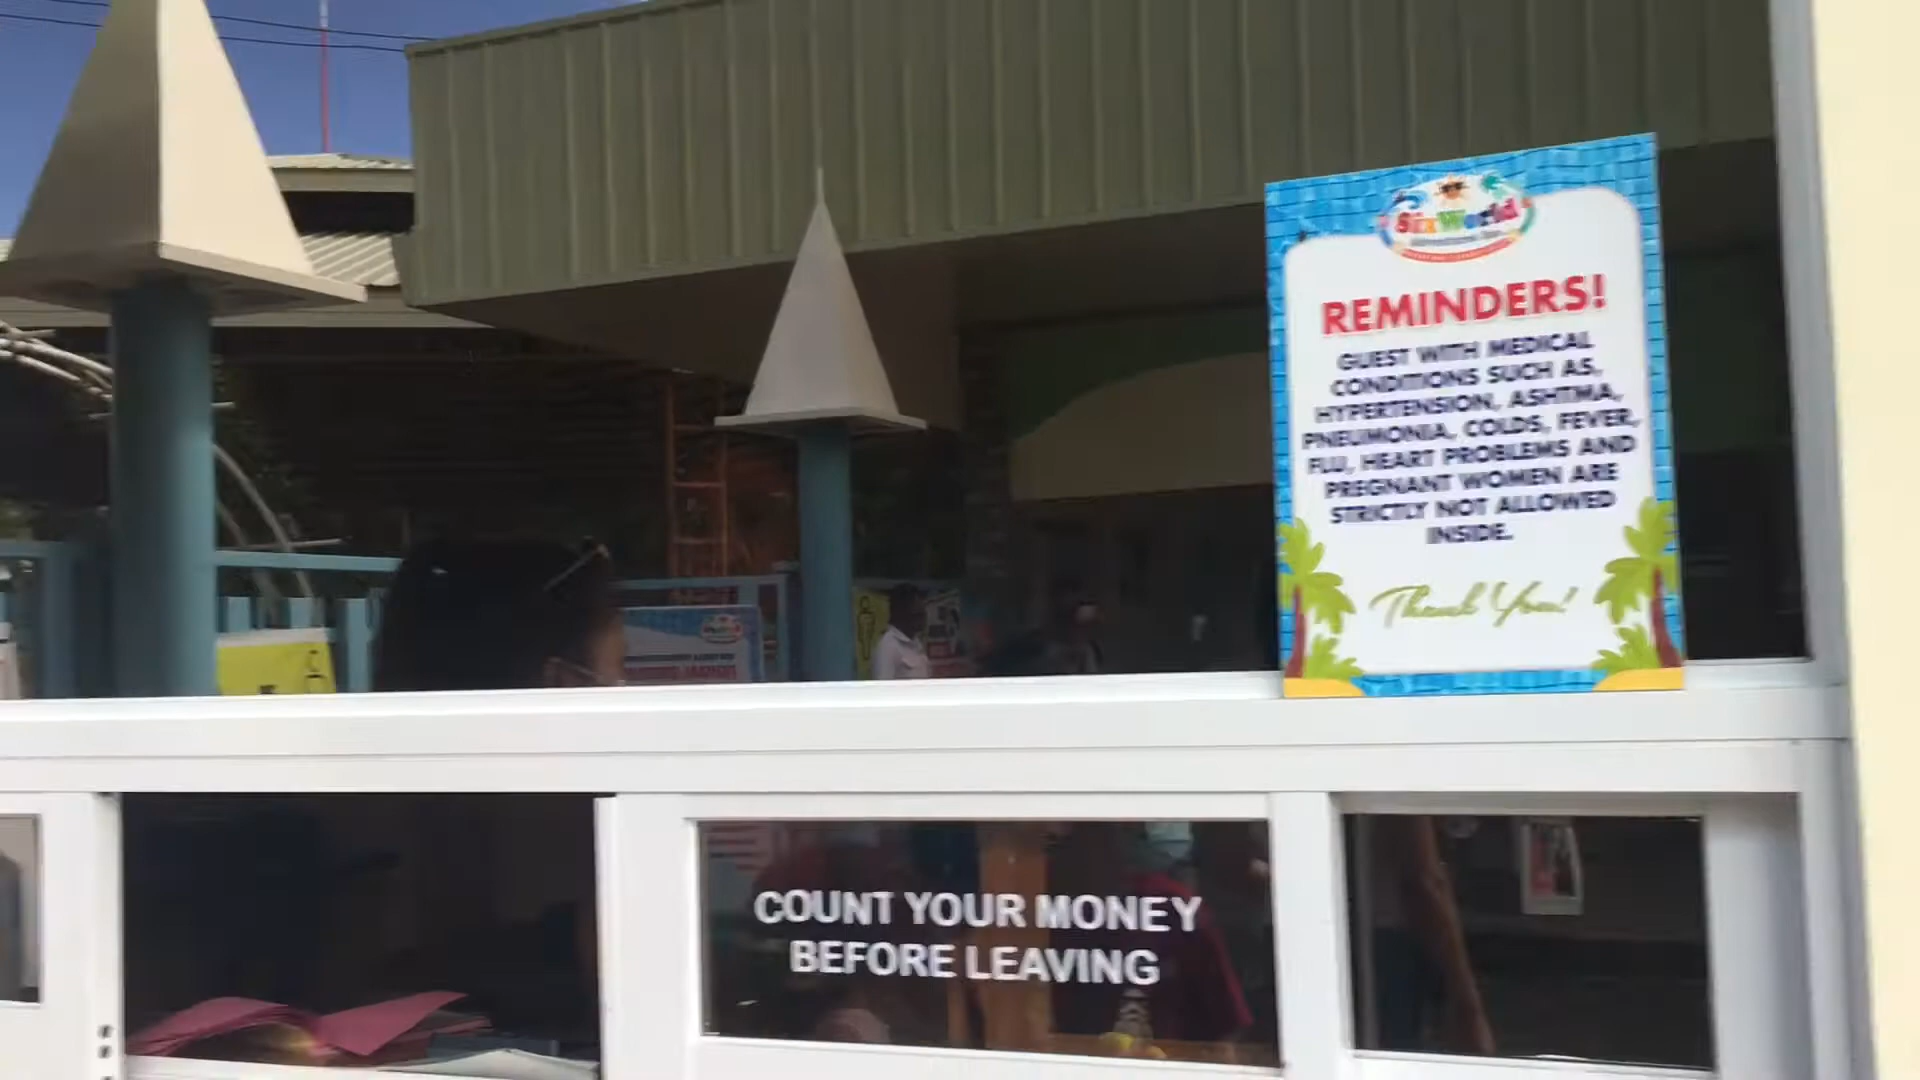 SixWorld
REMINDERS!
GUEST WITH MEDICAL
CONDITIONS SUCH AS,
HYPERTENSION, ASHTMA,
PNEUMONIA, COLDS, FEVER,
FLU, HEART PROBLEMS AND
PREGNANT WOMEN ARE
STRICTLY NOT ALLOWED
INSIDE.
Thank You!
COUNT YOUR MONEY
BEFORE LEAVING